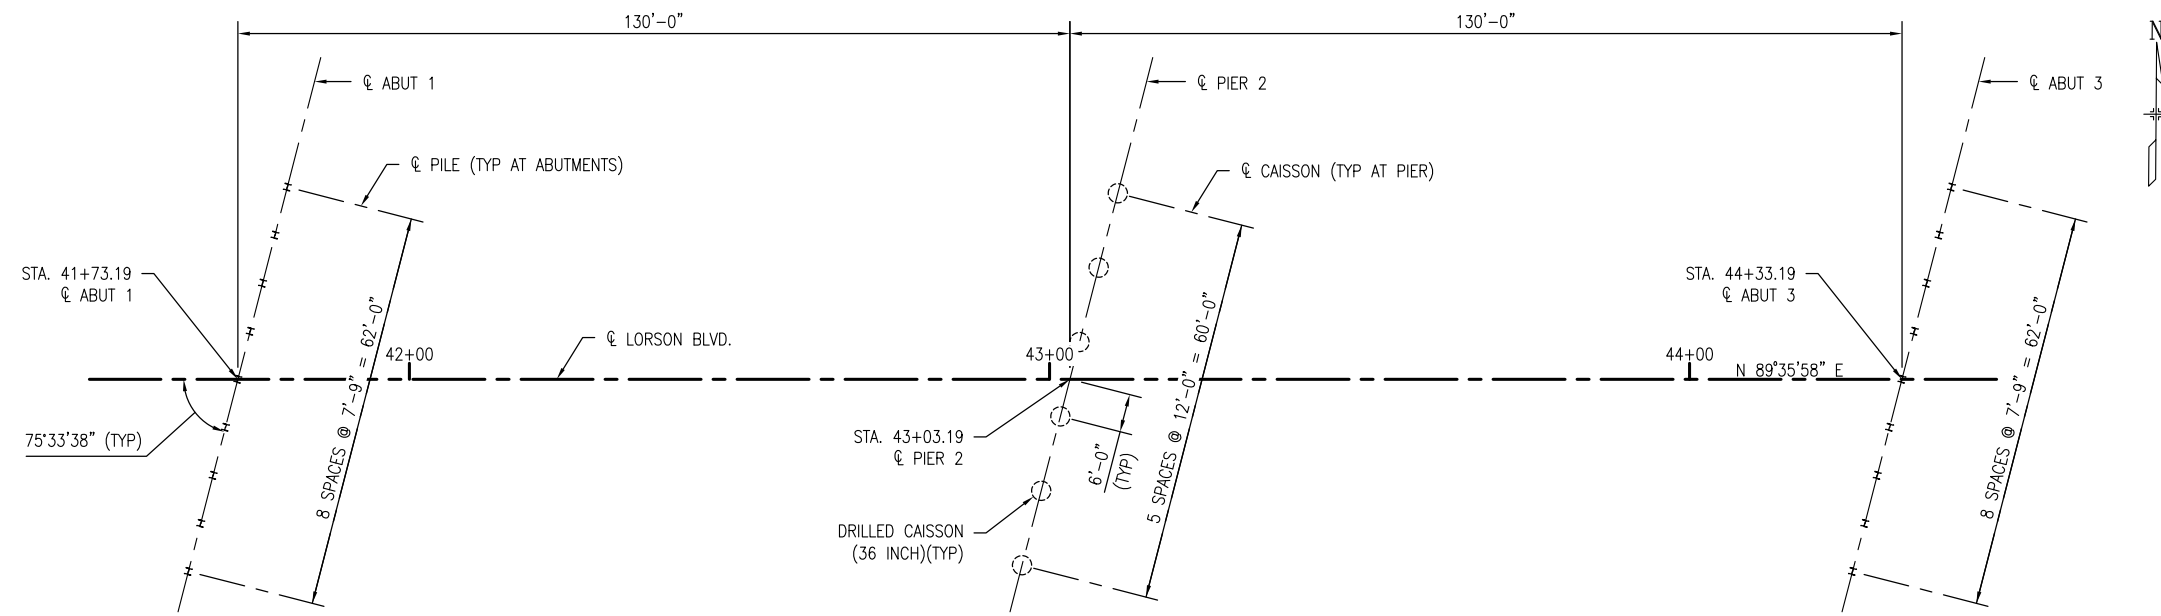 130'-0"
130'-0"
N
℄ ABUT 1
℄ PIER 2
℄ ABUT 3
℄ PILE (TYP AT ABUTMENTS)
℄ CAISSON (TYP AT PIER)
STA. 41+73.19
℄ ABUT 1
STA. 44+33.19
℄ ABUT 3
8 SPACES @ 7'-9" = 62'-0"
5 SPACES @ 12'-0" = 60'-0"
8 SPACES @ 7'-9" = 62'-0"
℄ LORSON BLVD.
42+00
43+00
44+00
N 89°35'58" E
75°33'38" (TYP)
STA. 43+03.19
℄ PIER 2
6'-0"
(TYP)
DRILLED CAISSON
(36 INCH)(TYP)